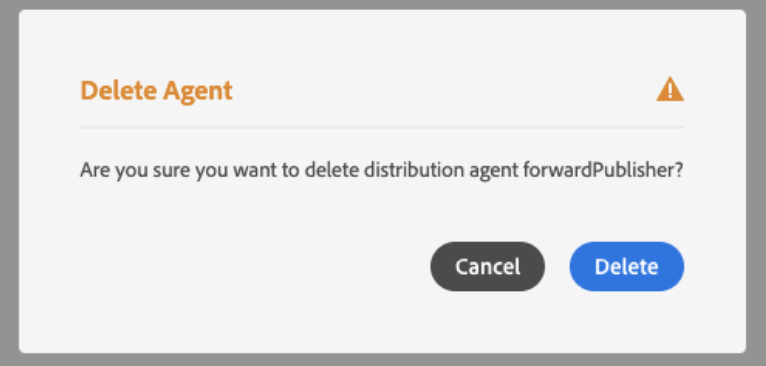 Delete Agent
Are you sure you want to delete distribution agent forwardPublisher?
Cancel
Delete